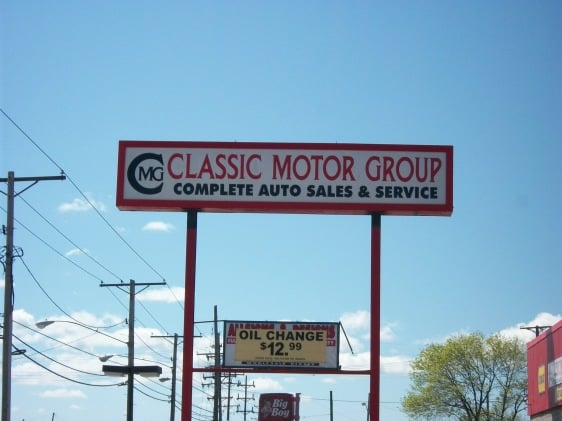 CMG CLASSIC MOTOR GROUP
COMPLETE AUTO SALES & SERVICE
OIL CHANGE
$12.99
Big
Boy